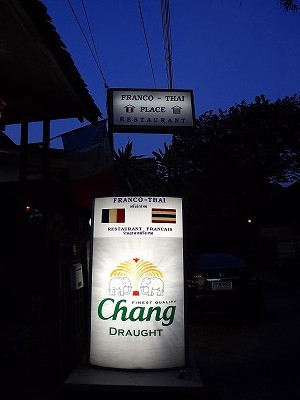 FRANCO - THAI
PLACE
RESTAURANT
FRANCO-THAI
RESTAURANT FRANCAIS
FINEST QUALITY
Chang
DRAUGHT